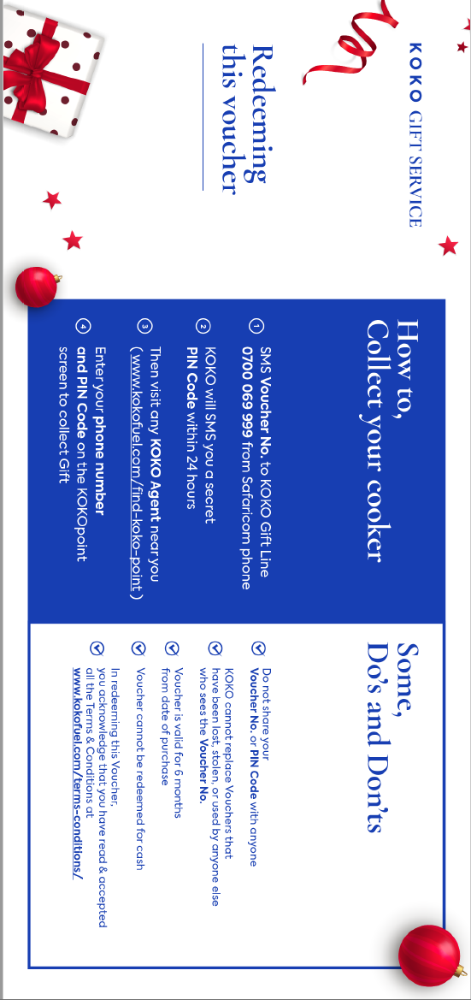 KOKO GIFT SERVICE
Redeeming
this voucher
How to,
Collect your cooker
1 SMS Voucher No. to KOKO Gift Line
0700 069 999 from Safaricom phone
2 KOKO will SMS you a secret
PIN Code within 24 hours
3 Then visit any KOKO Agent near you
( www.kokofuel.com/find-koko-point )
4 Enter your phone number
and PIN Code on the KOKOpoint
screen to collect Gift
Some,
Do's and Don'ts
Do not share your
Voucher No. or PIN Code with anyone
KOKO cannot replace Vouchers that
have been lost, stolen, or used by anyone else
who sees the Voucher No.
Voucher is valid for 6 months
from date of purchase
Voucher cannot be redeemed for cash
In redeeming this Voucher,
you acknowledge that you have read & accepted
all the Terms & Conditions at
www.kokofuel.com/terms-conditions/